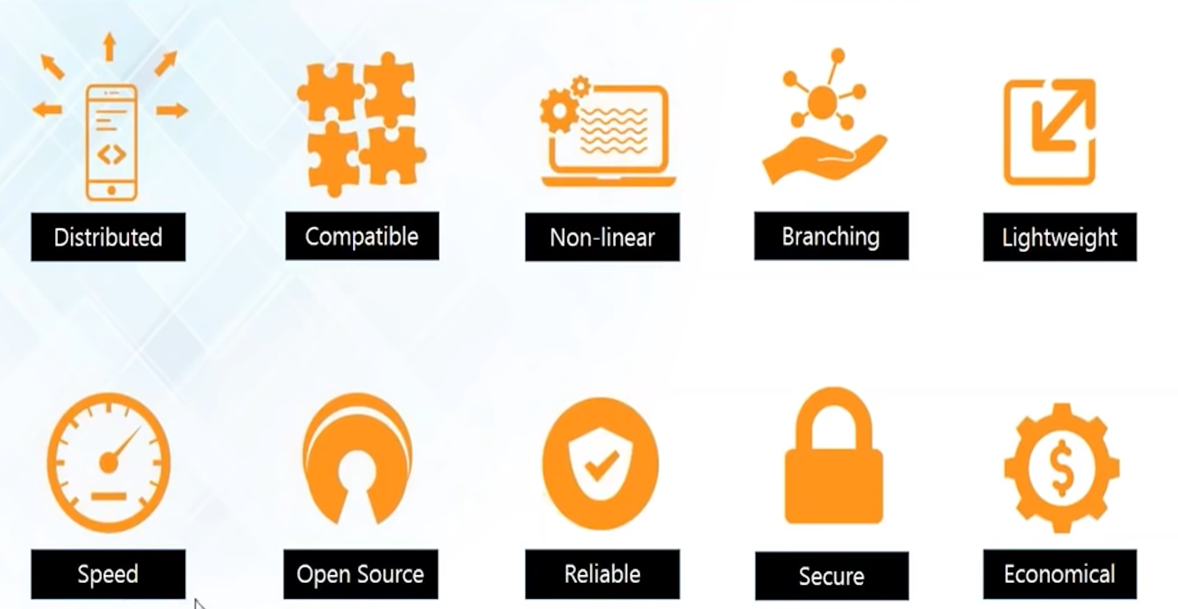 Distributed
Compatible
Non-linear
Branching
Lightweight
Speed
Open Source
Reliable
Secure
Economical